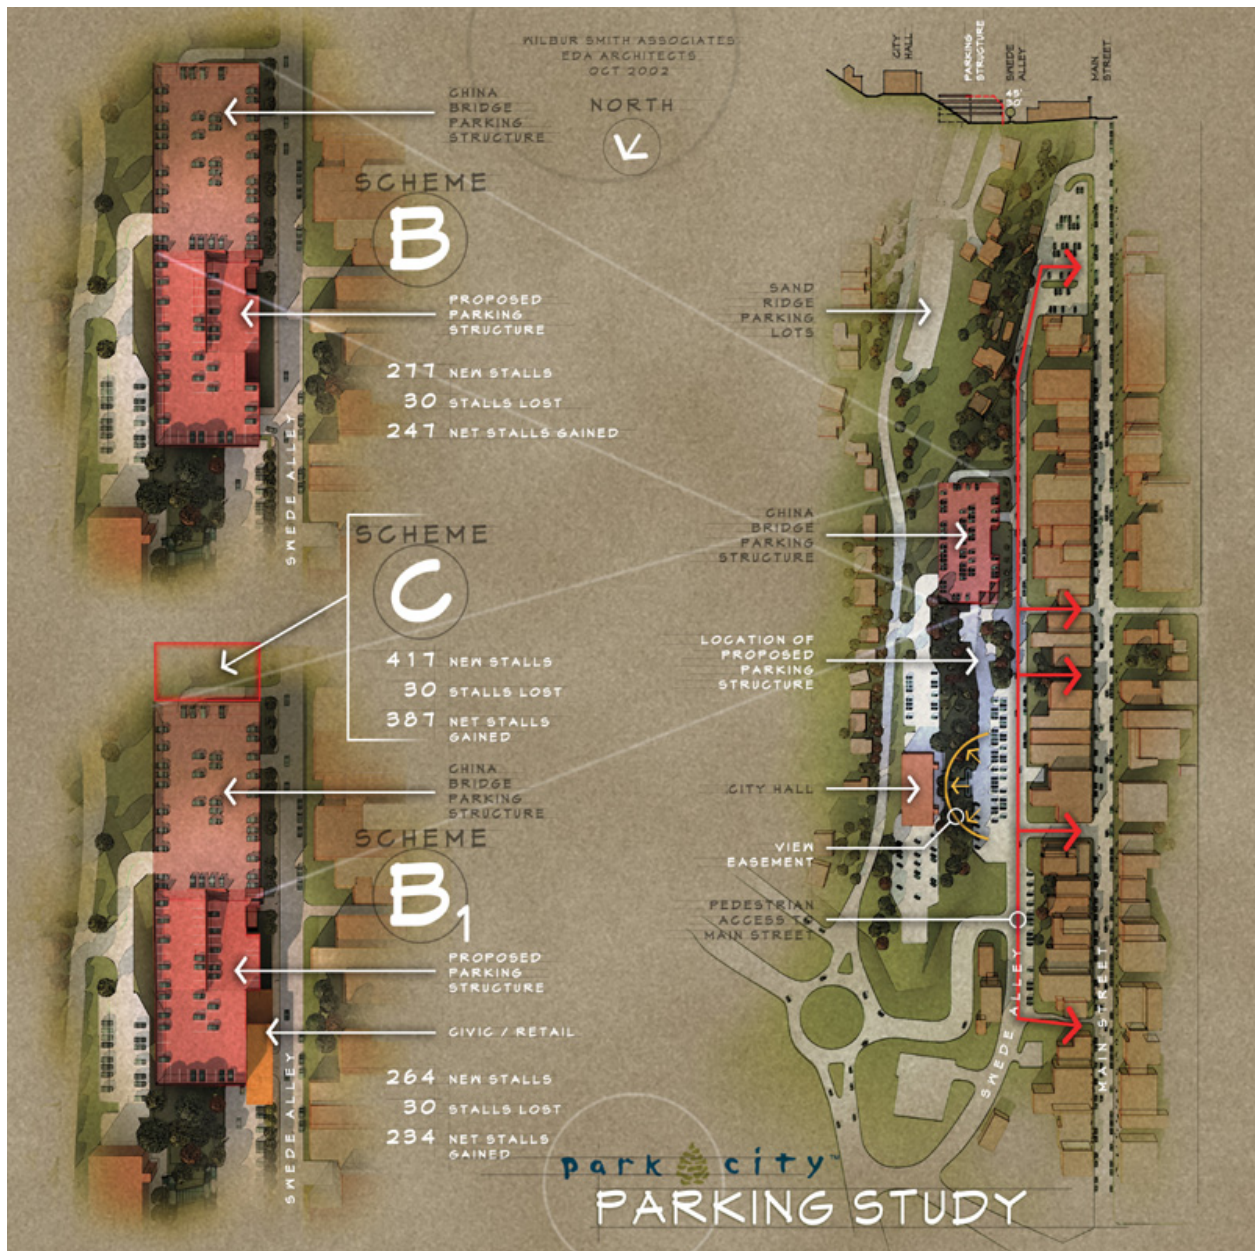 WILBUR SMITH ASSOCIATES
EDA ARCHITECTS
OCT 2002
NORTH
CHINA
BRIDGE
PARKING
STRUCTURE
SCHEME
B
PROPOSED
PARKING
STRUCTURE
277 NEW STALLS
30 STALLS LOST
247 NET STALLS GAINED
SWEDE ALLEY
SCHEME
C
417 NEW STALLS
30 STALLS LOST
387 NET STALLS
GAINED
CHINA
BRIDGE
PARKING
STRUCTURE
SCHEME
B1
PROPOSED
PARKING
STRUCTURE
CIVIC / RETAIL
264 NEW STALLS
30 STALLS LOST
234 NET STALLS
GAINED
SWEDE ALLEY
CITY
HALL
PARKING
STRUCTURE
SWEDE
ALLEY
MAIN
STREET
45'
30'
SAND
RIDGE
PARKING
LOTS
CHINA
BRIDGE
PARKING
STRUCTURE
LOCATION OF
PROPOSED
PARKING
STRUCTURE
CITY HALL
VIEW
EASEMENT
PEDESTRIAN
ACCESS TO
MAIN STREET
SWEDE ALLEY
MAIN STREET
park city™
PARKING STUDY